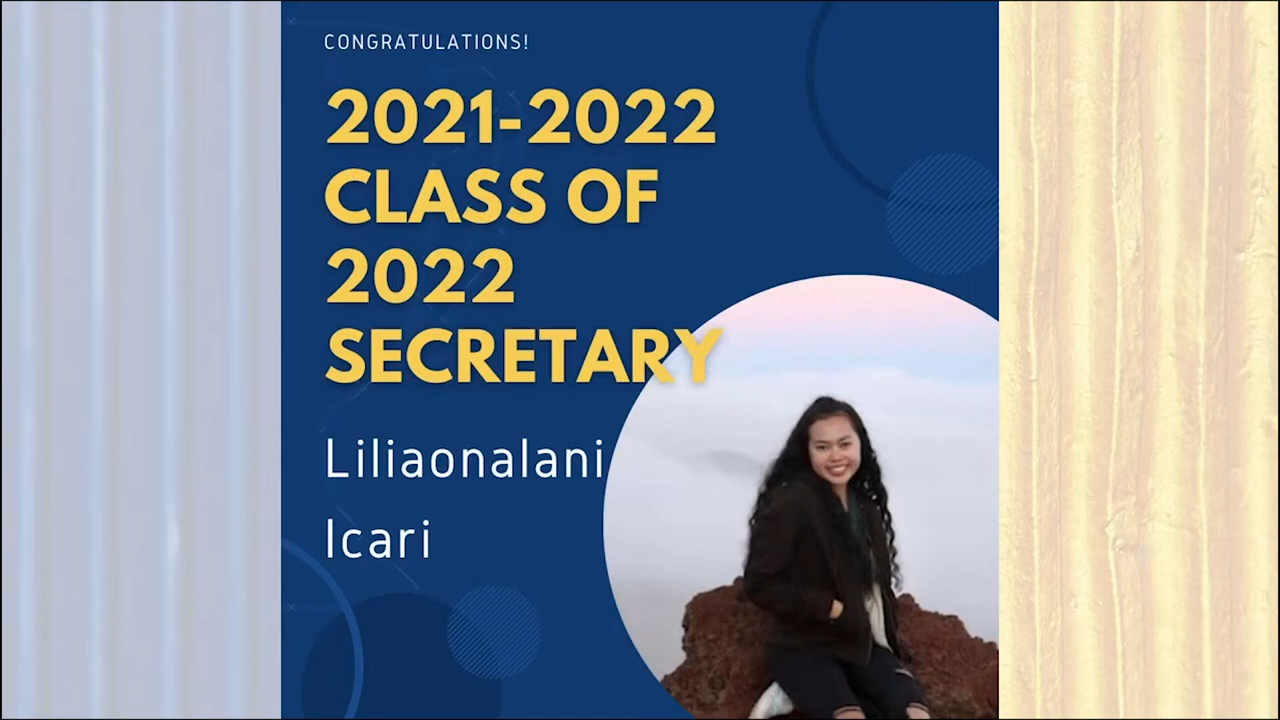 CONGRATULATIONS!
2021-2022
CLASS OF
2022
SECRETARY
Liliaonalani
Icari